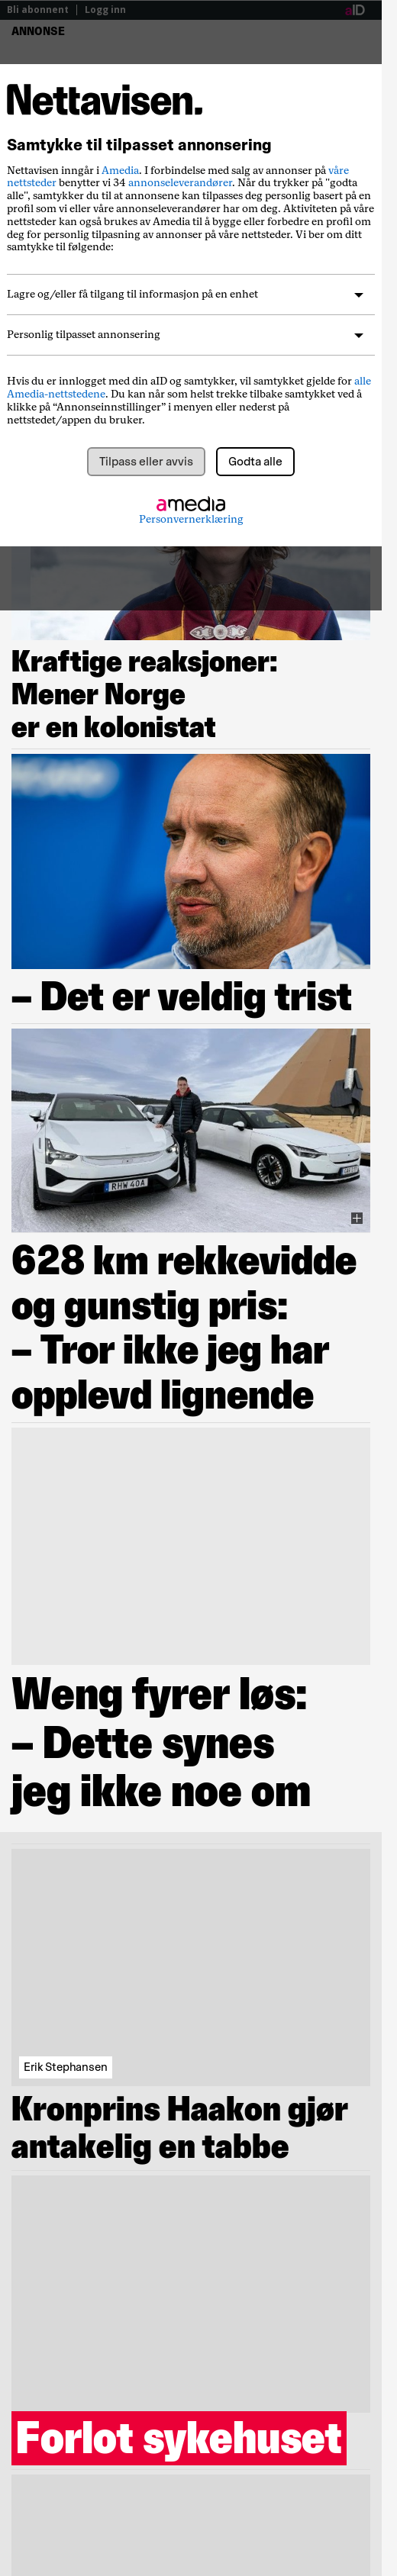 Bli abonnent | Logg inn
aID
ANNONSE
Nettavisen.
Samtykke til tilpasset annonsering
Nettavisen inngår i Amedia. I forbindelse med salg av annonser på våre
nettsteder benytter vi 34 annonseleverandører. Når du trykker på "godta
alle", samtykker du til at annonsene kan tilpasses deg personlig basert på en
profil som vi eller våre annonseleverandører har om deg. Aktiviteten på våre
nettsteder kan også brukes av Amedia til å bygge eller forbedre en profil om
deg for personlig tilpasning av annonser på våre nettsteder. Vi ber om ditt
samtykke til følgende:
Lagre og/eller få tilgang til informasjon på en enhet
Personlig tilpasset annonsering
Hvis du er innlogget med din aID og samtykker, vil samtykket gjelde for alle
Amedia-nettstedene. Du kan når som helst trekke tilbake samtykket ved å
klikke på “Annonseinnstillinger” i menyen eller nederst på
nettstedet/appen du bruker.
Tilpass eller avvis
Godta alle
amedia
Personvernerklæring
Kraftige reaksjoner:
Mener Norge
er en kolonistat
– Det er veldig trist
RHW 40A
628 km rekkevidde
og gunstig pris:
– Tror ikke jeg har
opplevd lignende
Weng fyrer løs:
– Dette synes
jeg ikke noe om
Erik Stephansen
Kronprins Haakon gjør
antakelig en tabbe
Forlot sykehuset